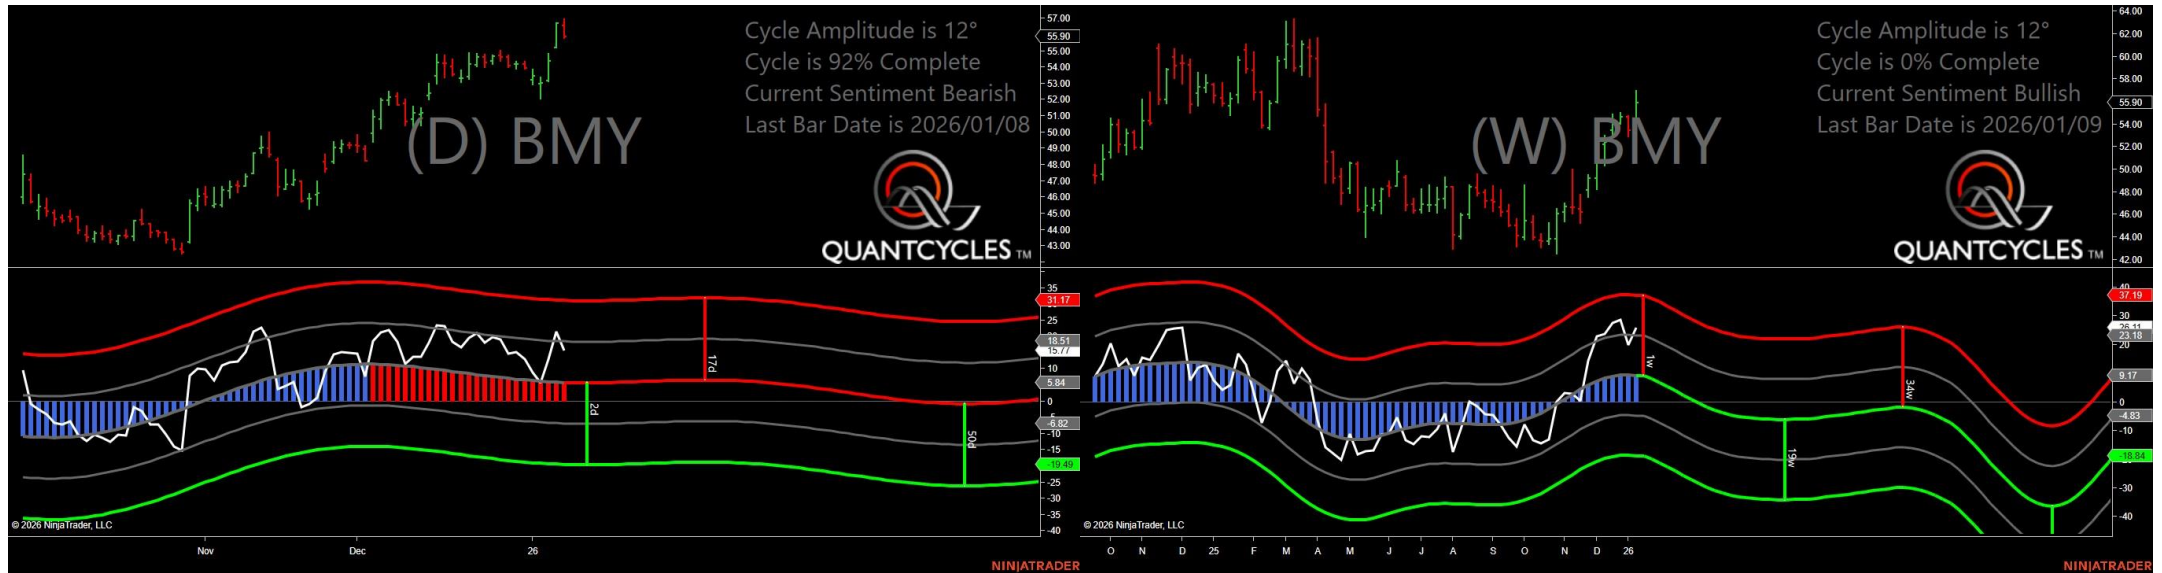 Cycle Amplitude is 12°
Cycle is 92% Complete
Current Sentiment Bearish
Last Bar Date is 2026/01/08
(D) BMY
QUANTCYCLES TM
57.00
55.90
55.00
54.00
53.00
52.00
51.00
50.00
49.00
48.00
47.00
46.00
45.00
44.00
43.00
35
31.17
25
18.51
15.77
10
5.84
0
-6.82
-10
-15
-19.49
-25
-30
-35
-40
17d
2d
50d
© 2026 NinjaTrader, LLC
Nov Dec 26
NINJATRADER
Cycle Amplitude is 12°
Cycle is 0% Complete
Current Sentiment Bullish
Last Bar Date is 2026/01/09
(W) BMY
QUANTCYCLES TM
64.00
62.00
60.00
58.00
55.90
54.00
52.00
50.00
48.00
46.00
44.00
42.00
40
37.19
30
26.11
23.18
20
9.17
0
-4.83
-10
-18.84
-30
-40
1w
34w
19w
© 2026 NinjaTrader, LLC
O N D 25 F M A M J J A S O N D 26
NINJATRADER